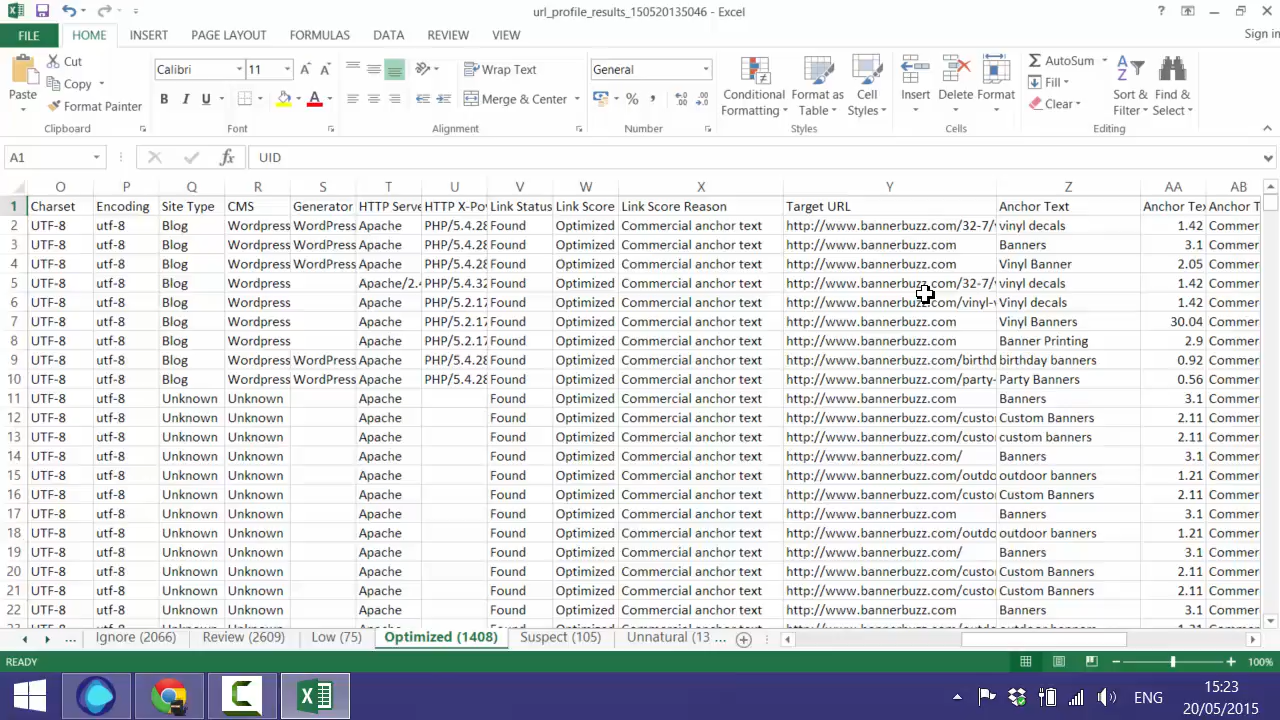 url_profile_results_150520135046 - Excel
Sign in
FILE HOME INSERT PAGE LAYOUT FORMULAS DATA REVIEW VIEW
Paste
Cut
Copy
Format Painter
Clipboard
Calibri 11
B I U
Font
Wrap Text
Merge & Center
Alignment
General
%
Number
Conditional Formatting
Format as Table
Cell Styles
Styles
Insert Delete Format
Cells
AutoSum
Fill
Clear
Sort & Filter
Find & Select
Editing
A1 fx UID
O P Q R S T U V W X Y Z AA AB
1 Charset Encoding Site Type CMS Generator HTTP Serve HTTP X-Po Link Status Link Score Link Score Reason Target URL Anchor Text Anchor Te Anchor T
2 UTF-8 utf-8 Blog Wordpress WordPress Apache PHP/5.4.28 Found Optimized Commercial anchor text http://www.bannerbuzz.com/32-7/ vinyl decals 1.42 Commer
3 UTF-8 utf-8 Blog Wordpress WordPress Apache PHP/5.4.28 Found Optimized Commercial anchor text http://www.bannerbuzz.com Banners 3.1 Commer
4 UTF-8 utf-8 Blog Wordpress WordPress Apache PHP/5.4.28 Found Optimized Commercial anchor text http://www.bannerbuzz.com Vinyl Banner 2.05 Commer
5 UTF-8 utf-8 Blog Wordpress Apache/2.4 PHP/5.4.32 Found Optimized Commercial anchor text http://www.bannerbuzz.com/32-7/ vinyl decals 1.42 Commer
6 UTF-8 utf-8 Blog Wordpress Apache PHP/5.2.17 Found Optimized Commercial anchor text http://www.bannerbuzz.com/vinyl- Vinyl decals 1.42 Commer
7 UTF-8 utf-8 Blog Wordpress Apache PHP/5.2.17 Found Optimized Commercial anchor text http://www.bannerbuzz.com Vinyl Banners 30.04 Commer
8 UTF-8 utf-8 Blog Wordpress Apache PHP/5.2.17 Found Optimized Commercial anchor text http://www.bannerbuzz.com Banner Printing 2.9 Commer
9 UTF-8 utf-8 Blog Wordpress WordPress Apache PHP/5.4.28 Found Optimized Commercial anchor text http://www.bannerbuzz.com/birthd birthday banners 0.92 Commer
10 UTF-8 utf-8 Blog Wordpress WordPress Apache PHP/5.4.28 Found Optimized Commercial anchor text http://www.bannerbuzz.com/party- Party Banners 0.56 Commer
11 UTF-8 utf-8 Unknown Unknown Apache Found Optimized Commercial anchor text http://www.bannerbuzz.com Banners 3.1 Commer
12 UTF-8 utf-8 Unknown Unknown Apache Found Optimized Commercial anchor text http://www.bannerbuzz.com/custo Custom Banners 2.11 Commer
13 UTF-8 utf-8 Unknown Unknown Apache Found Optimized Commercial anchor text http://www.bannerbuzz.com/custo custom banners 2.11 Commer
14 UTF-8 utf-8 Unknown Unknown Apache Found Optimized Commercial anchor text http://www.bannerbuzz.com/ Banners 3.1 Commer
15 UTF-8 utf-8 Unknown Unknown Apache Found Optimized Commercial anchor text http://www.bannerbuzz.com/outdo outdoor banners 1.21 Commer
16 UTF-8 utf-8 Unknown Unknown Apache Found Optimized Commercial anchor text http://www.bannerbuzz.com/custo Custom Banners 2.11 Commer
17 UTF-8 utf-8 Unknown Unknown Apache Found Optimized Commercial anchor text http://www.bannerbuzz.com/ Banners 3.1 Commer
18 UTF-8 utf-8 Unknown Unknown Apache Found Optimized Commercial anchor text http://www.bannerbuzz.com/outdo outdoor banners 1.21 Commer
19 UTF-8 utf-8 Unknown Unknown Apache Found Optimized Commercial anchor text http://www.bannerbuzz.com/ Banners 3.1 Commer
20 UTF-8 utf-8 Unknown Unknown Apache Found Optimized Commercial anchor text http://www.bannerbuzz.com/custo Custom Banners 2.11 Commer
21 UTF-8 utf-8 Unknown Unknown Apache Found Optimized Commercial anchor text http://www.bannerbuzz.com/custo Custom Banners 2.11 Commer
22 UTF-8 utf-8 Unknown Unknown Apache Found Optimized Commercial anchor text http://www.bannerbuzz.com/ Banners 3.1 Commer
... Ignore (2066) Review (2609) Low (75) Optimized (1408) Suspect (105) Unnatural (13 ...
READY 100%
ENG 15:23
20/05/2015